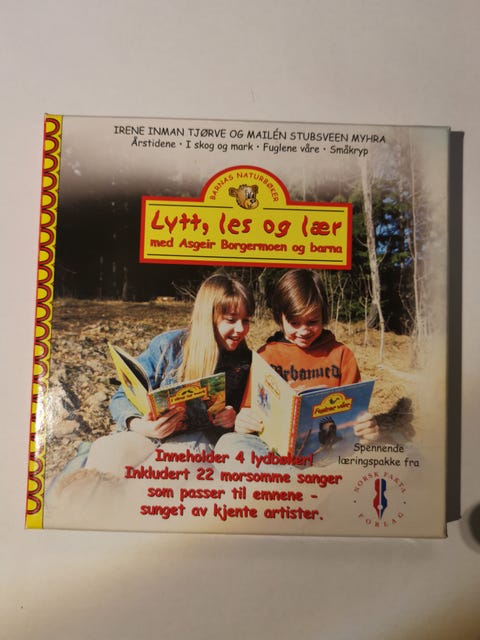 IRENE INMAN TJØRVE OG MAILÉN STUBSVEEN MYHRA
Årstidene • I skog og mark • Fuglene våre • Småkryp
BARNAS NATURBØKER
Lytt, les og lær
med Asgeir Borgermoen og barna
Urbanized
Fuglene våre
Inneholder 4 lydbøker!
Inkludert 22 morsomme sanger
som passer til emnene -
sunget av kjente artister.
Spennende
læringspakke fra
NORSK FAKTA
FORLAG